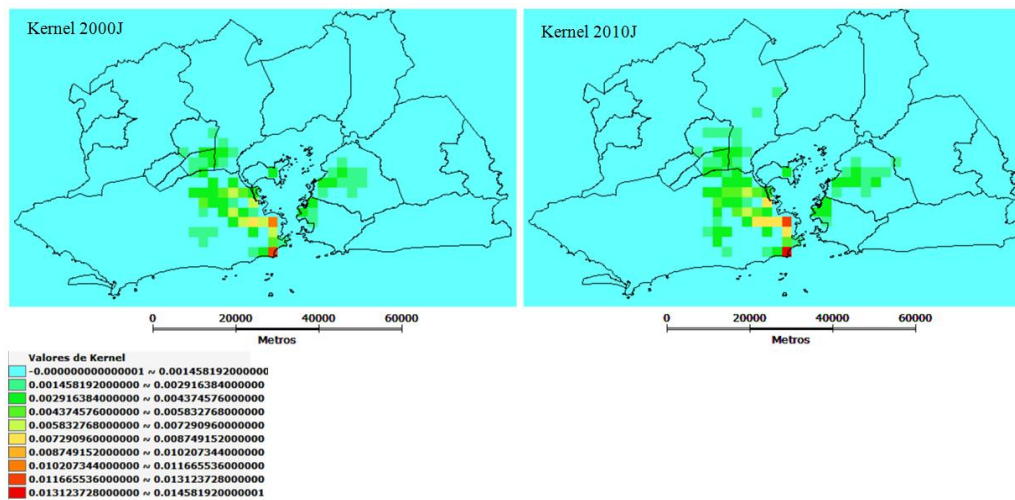 Kernel 2000J
Kernel 2010J
0 20000 40000 60000
Metros
0 20000 40000 60000
Metros
Valores de Kernel
-0.000000000000001 ~ 0.001458192000000
0.001458192000000 ~ 0.002916384000000
0.002916384000000 ~ 0.004374576000000
0.004374576000000 ~ 0.005832768000000
0.005832768000000 ~ 0.007290960000000
0.007290960000000 ~ 0.008749152000000
0.008749152000000 ~ 0.010207344000000
0.010207344000000 ~ 0.011665536000000
0.011665536000000 ~ 0.013123728000000
0.013123728000000 ~ 0.014581920000001